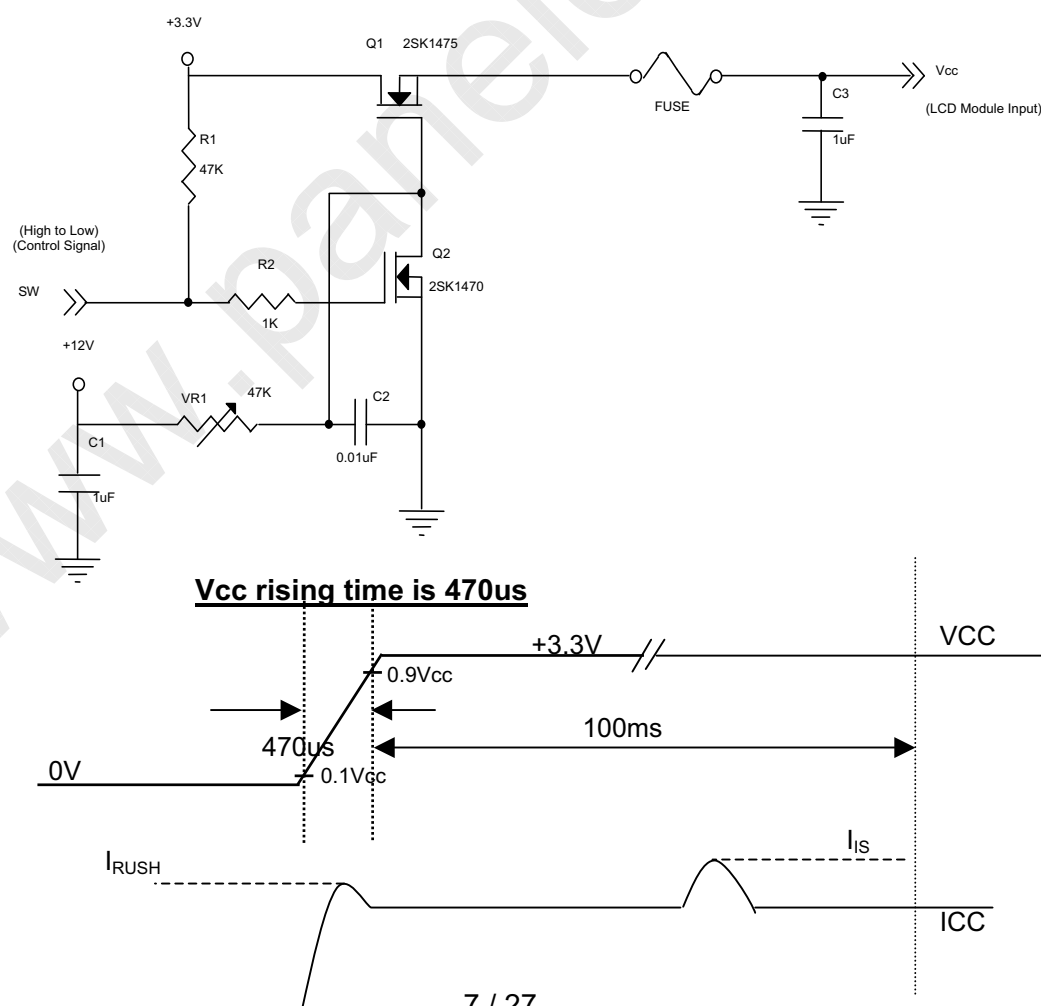 +3.3V
Q1 2SK1475
R1
47K
FUSE
C3
1uF
Vcc
(LCD Module Input)
(High to Low)
(Control Signal)
SW
R2
1K
Q2
2SK1470
+12V
VR1
47K
C2
0.01uF
C1
1uF
Vcc rising time is 470us
+3.3V
VCC
0.9Vcc
470us
100ms
0V
0.1Vcc
IRUSH
IIS
ICC
7 / 27
www.panel